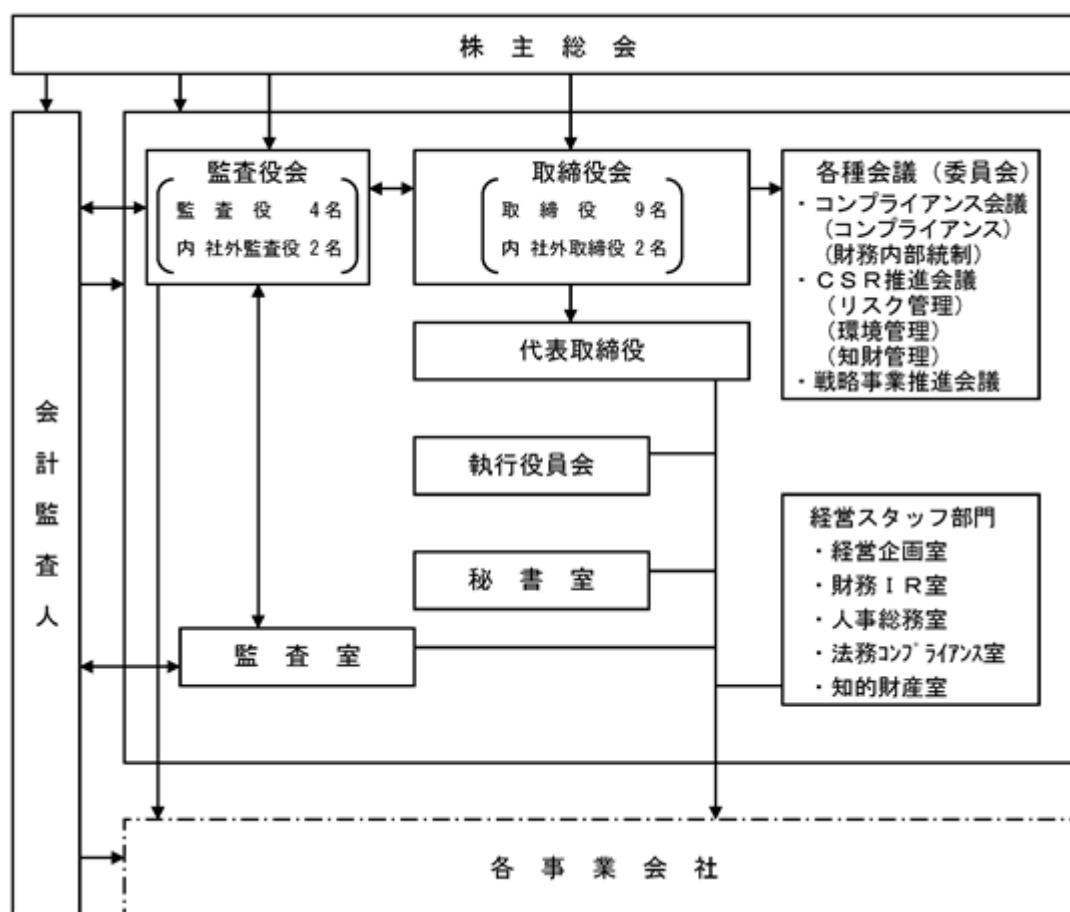 株主総会
監査役会
監査役 4名
内 社外監査役 2名
取締役会
取締役 9名
内 社外取締役 2名
各種会議（委員会）
・コンプライアンス会議
（コンプライアンス）
（財務内部統制）
・ＣＳＲ推進会議
（リスク管理）
（環境管理）
（知財管理）
・戦略事業推進会議
代表取締役
会計監査人
執行役員会
経営スタッフ部門
・経営企画室
・財務ＩＲ室
・人事総務室
・法務ｺﾝﾌﾟﾗｲｱﾝｽ室
・知的財産室
秘書室
監査室
各事業会社